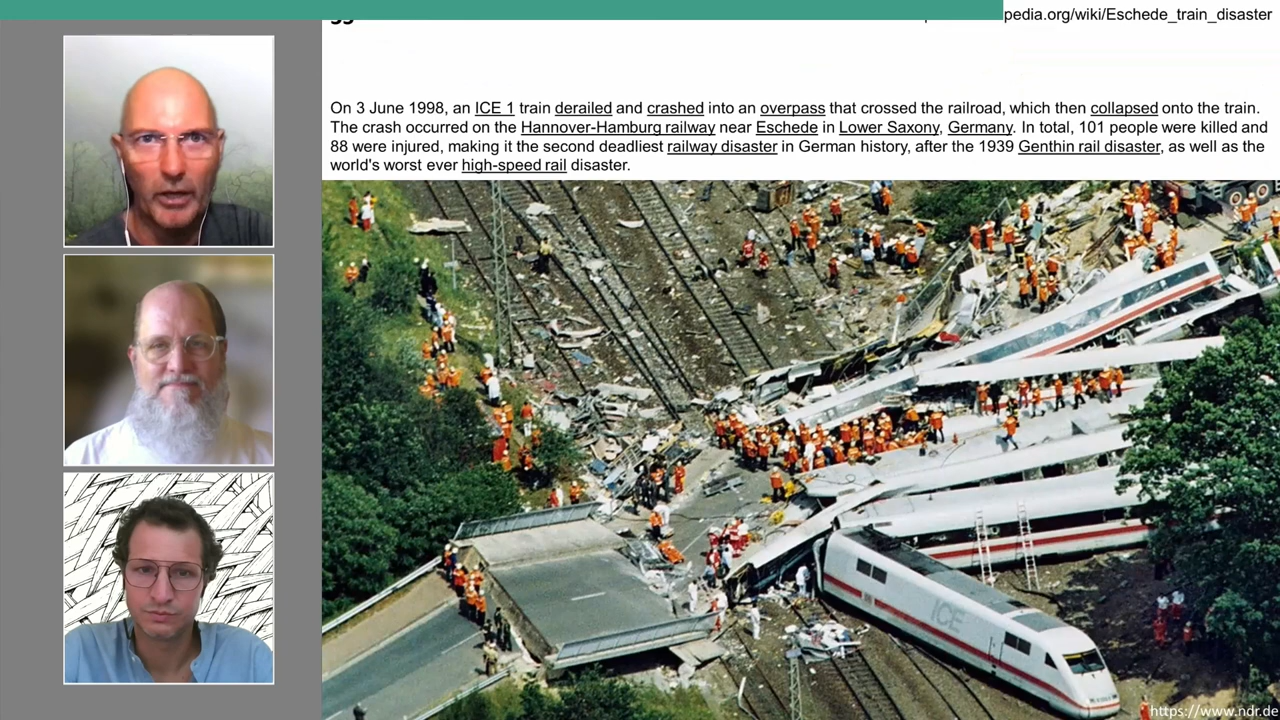 pedia.org/wiki/Eschede_train_disaster
On 3 June 1998, an ICE 1 train derailed and crashed into an overpass that crossed the railroad, which then collapsed onto the train.
The crash occurred on the Hannover-Hamburg railway near Eschede in Lower Saxony, Germany. In total, 101 people were killed and
88 were injured, making it the second deadliest railway disaster in German history, after the 1939 Genthin rail disaster, as well as the
world's worst ever high-speed rail disaster.
ICE
https://www.ndr.de